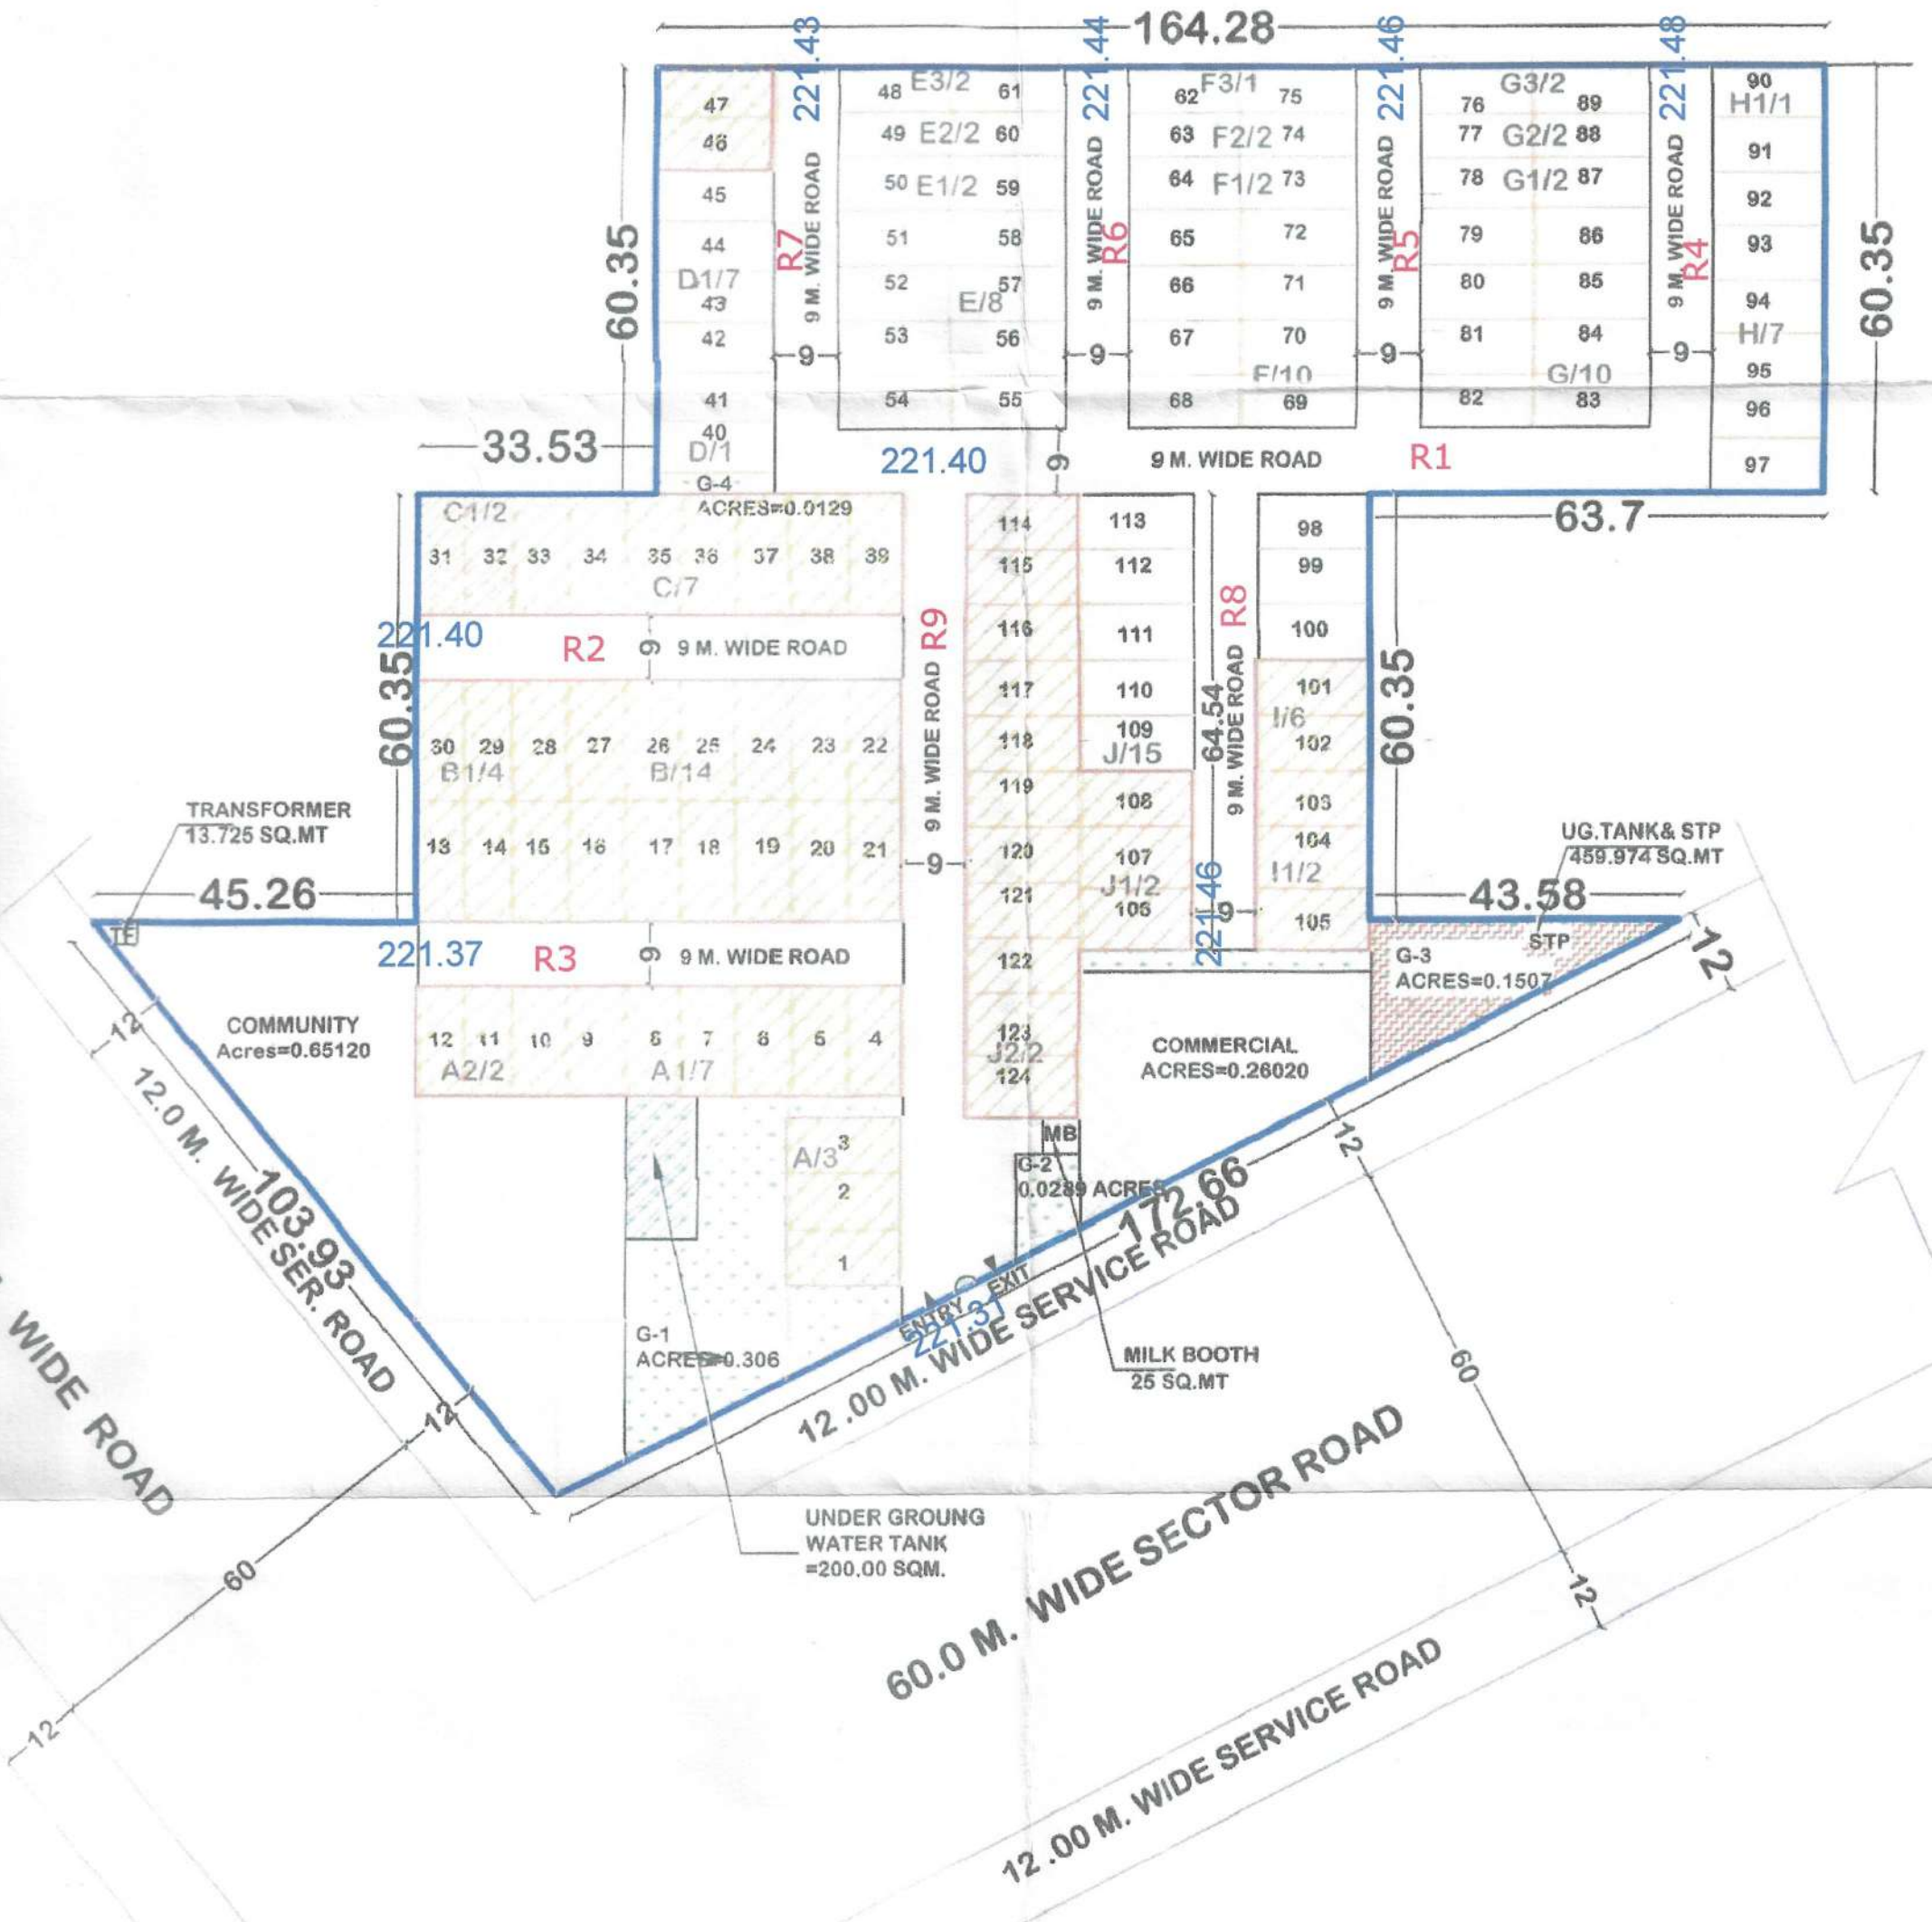 164.28
221.43
221.44
221.46
221.48
47
46
45
44
D1/7
43
42
41
40
D/1
G-4
ACRES=0.0129
60.35
33.53
R7
9 M. WIDE ROAD
9
48 E3/2 61
49 E2/2 60
50 E1/2 59
51 58
52 57
E/8
53 56
54 55
R6
9 M. WIDE ROAD
9
62 F3/1 75
63 F2/2 74
64 F1/2 73
65 72
66 71
67 70
F/10
68 69
R5
9 M. WIDE ROAD
9
76 G3/2 89
77 G2/2 88
78 G1/2 87
79 86
80 85
81 84
G/10
82 83
R4
9 M. WIDE ROAD
9
90
H1/1
91
92
93
94
H/7
95
96
97
60.35
221.40
9
9 M. WIDE ROAD
R1
63.7
C1/2
31 32 33 34 35 36 37 38 39
C/7
221.40
R2
9
9 M. WIDE ROAD
60.35
30 29 28 27 26 25 24 23 22
B1/4 B/14
13 14 15 16 17 18 19 20 21
R9
9 M. WIDE ROAD
9
114
115
116
117
118
119
120
121
122
123
J2/2
124
113
112
111
110
109
J/15
108
107
J1/2
106
R8
64.54
9 M. WIDE ROAD
221.46
9
98
99
100
101
I/6
102
103
104
I1/2
105
60.35
TRANSFORMER
13.725 SQ.MT
45.26
TF
221.37
R3
9
9 M. WIDE ROAD
UG.TANK& STP
459.974 SQ.MT
43.58
STP
G-3
ACRES=0.1507
12
COMMUNITY
Acres=0.65120
12 11 10 9 8 7 6 5 4
A2/2 A1/7
COMMERCIAL
ACRES=0.26020
A/3 3
2
1
MB
G-2
0.0289 ACRES
12
12.0 M. WIDE SER. ROAD
103.93
12
172.66
12 .00 M. WIDE SERVICE ROAD
ENTRY
EXIT
221.31
G-1
ACRES=0.306
MILK BOOTH
25 SQ.MT
12
60
12
WIDE ROAD
60
12
UNDER GROUNG
WATER TANK
=200.00 SQM.
60.0 M. WIDE SECTOR ROAD
12 .00 M. WIDE SERVICE ROAD